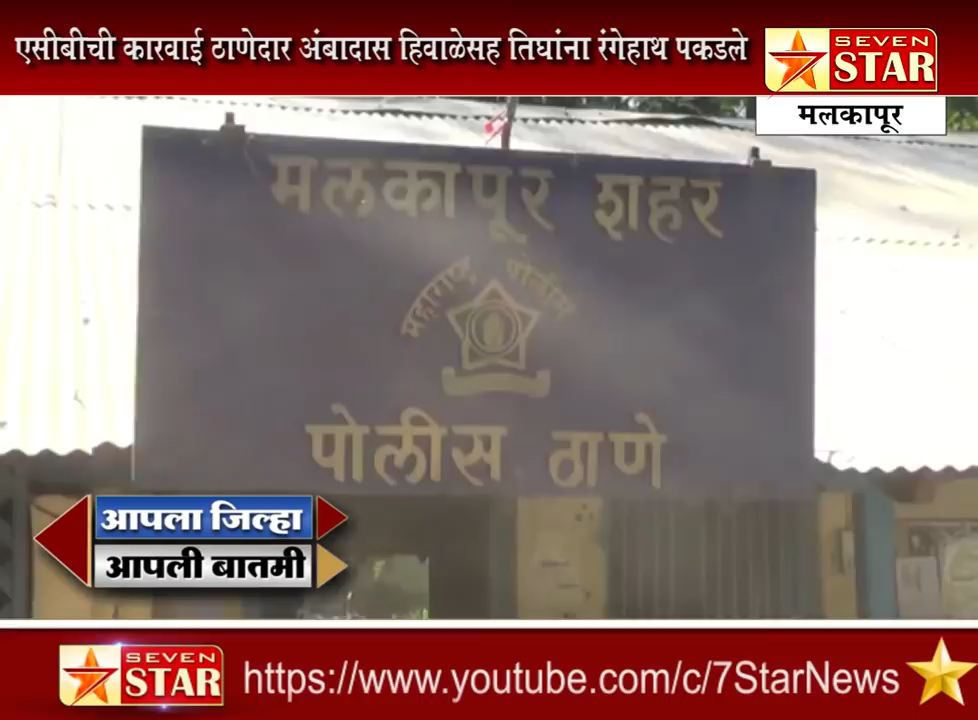 एसीबीची कारवाई ठाणेदार अंबादास हिवाळेसह तिघांना रंगेहाथ पकडले
SEVEN
STAR
मलकापूर
मलकापूर शहर
महाराष्ट्र पोलीस
पोलीस ठाणे
आपला जिल्हा
आपली बातमी
SEVEN
STAR
https://www.youtube.com/c/7StarNews